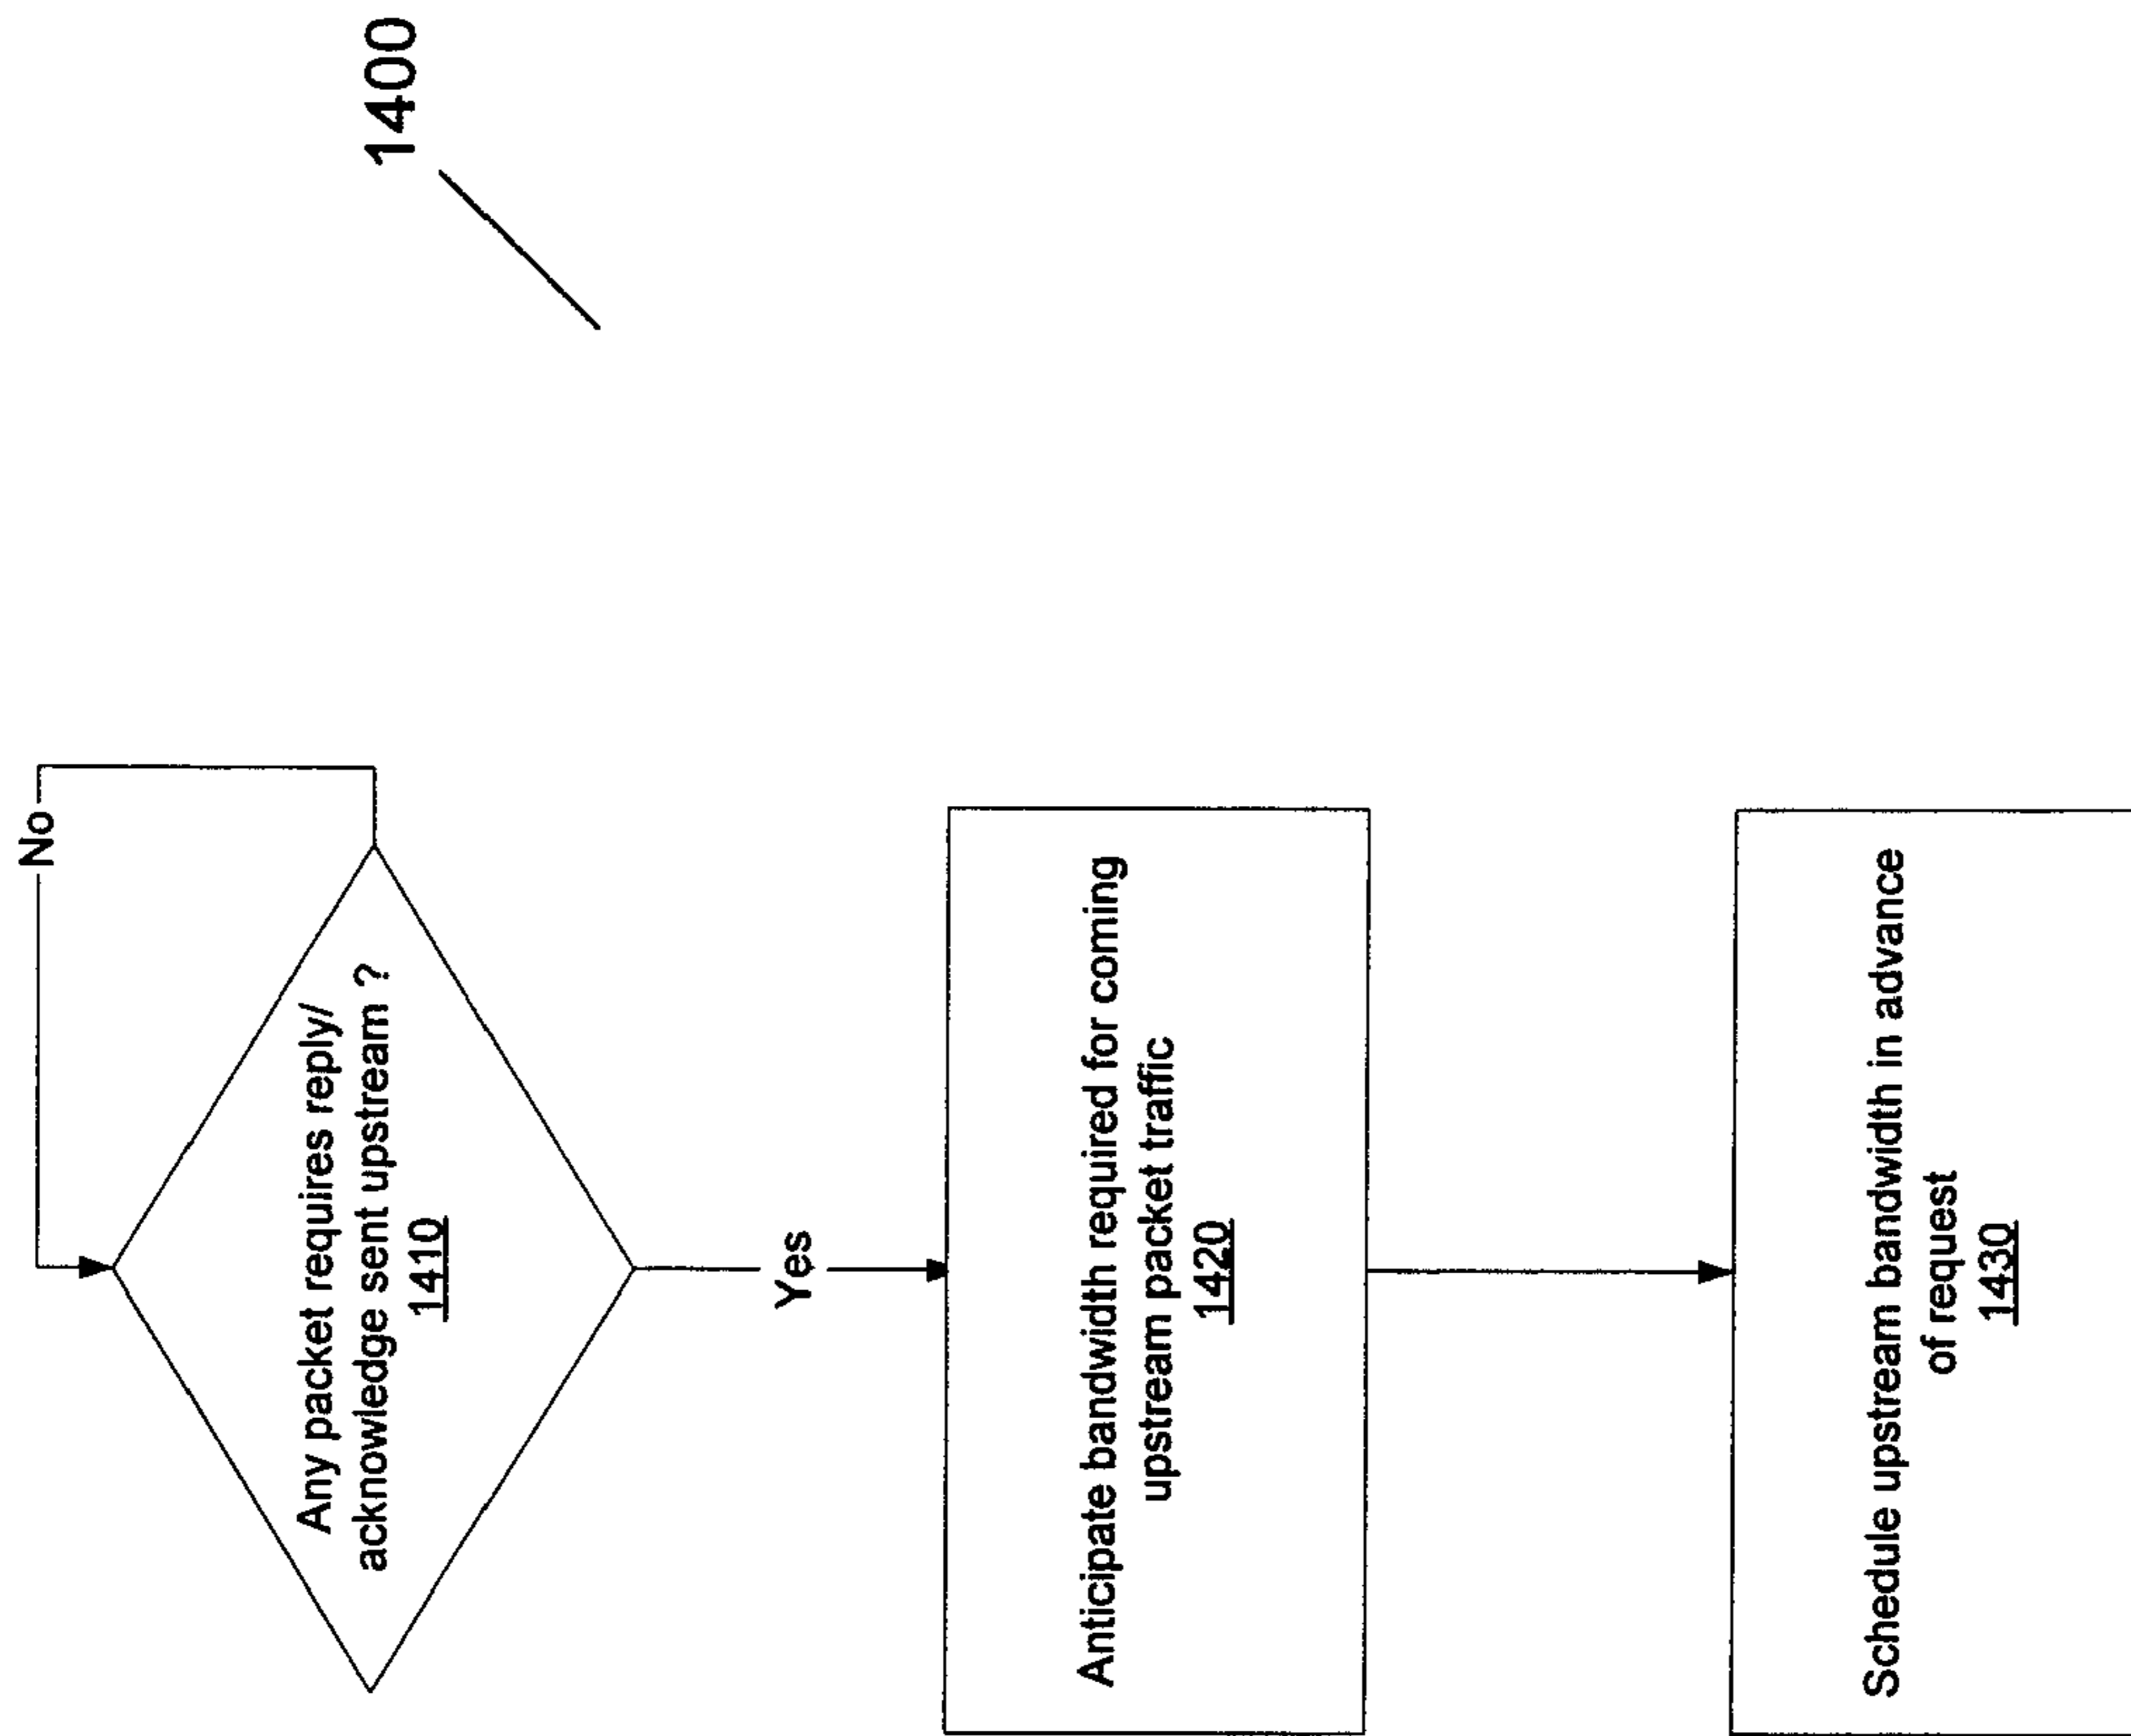 1400
No
Any packet requires reply/
acknowledge sent upstream ?
1410
Yes
Anticipate bandwidth required for coming
upstream packet traffic
1420
Schedule upstream bandwidth in advance
of request
1430